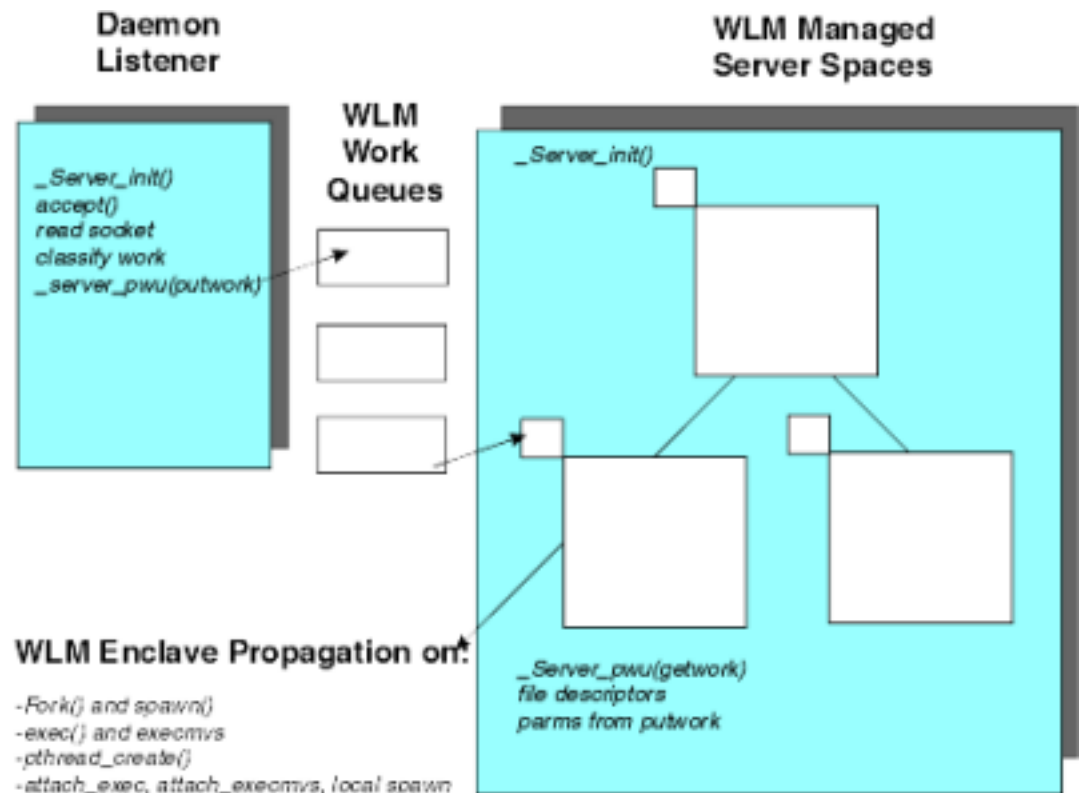 Daemon
Listener
WLM Managed
Server Spaces
WLM
Work
Queues
_Server_init()
accept()
read socket
classify work
_server_pwu(putwork)
_Server_init()
WLM Enclave Propagation on:
-Fork() and spawn()
-exec() and execmvs
-pthread_create()
-attach_exec, attach_execmvs, local spawn
_Server_pwu(getwork)
file descriptors
parms from putwork